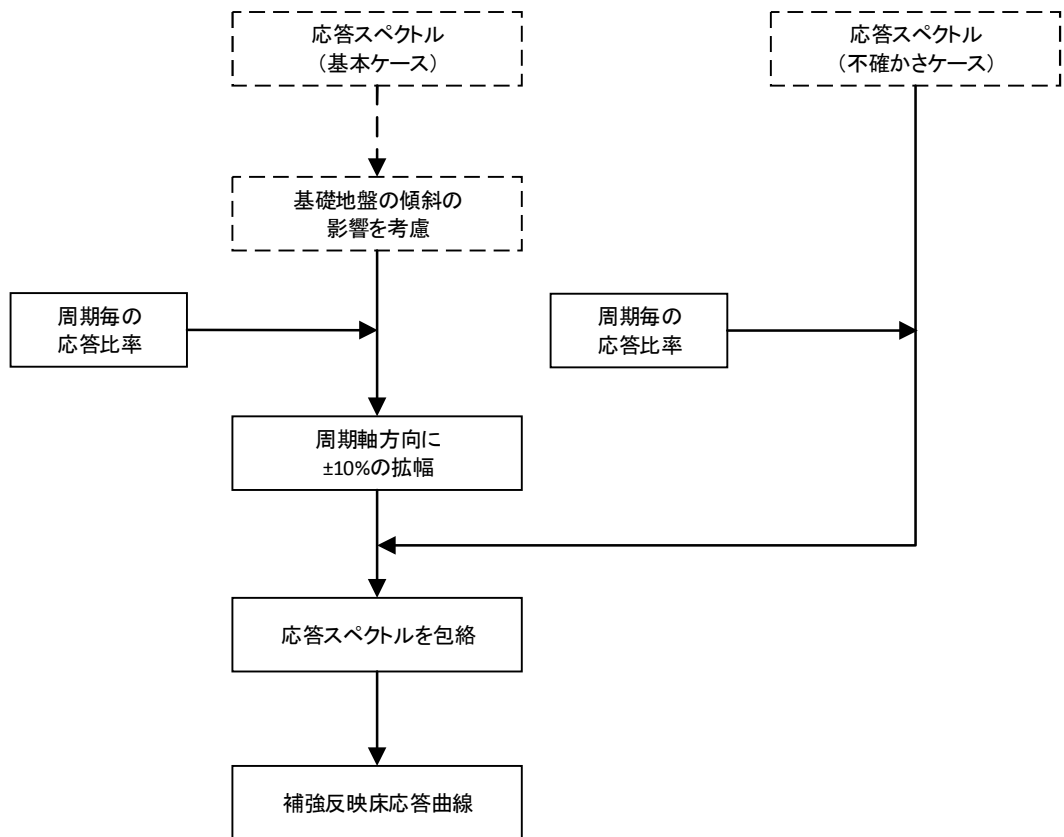 応答スペクトル
（基本ケース）
応答スペクトル
（不確かさケース）
基礎地盤の傾斜の
影響を考慮
周期毎の
応答比率
周期毎の
応答比率
周期軸方向に
±10%の拡幅
応答スペクトルを包絡
補強反映床応答曲線